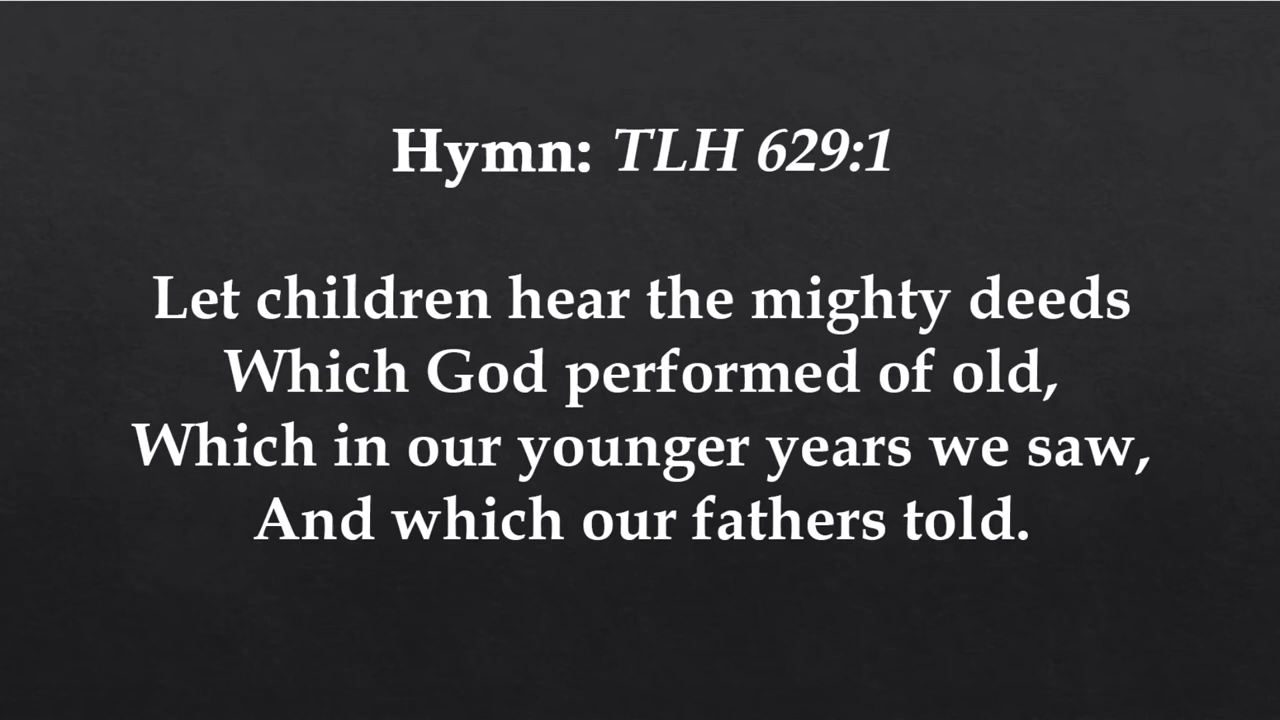 Hymn: TLH 629:1
Let children hear the mighty deeds
Which God performed of old,
Which in our younger years we saw,
And which our fathers told.